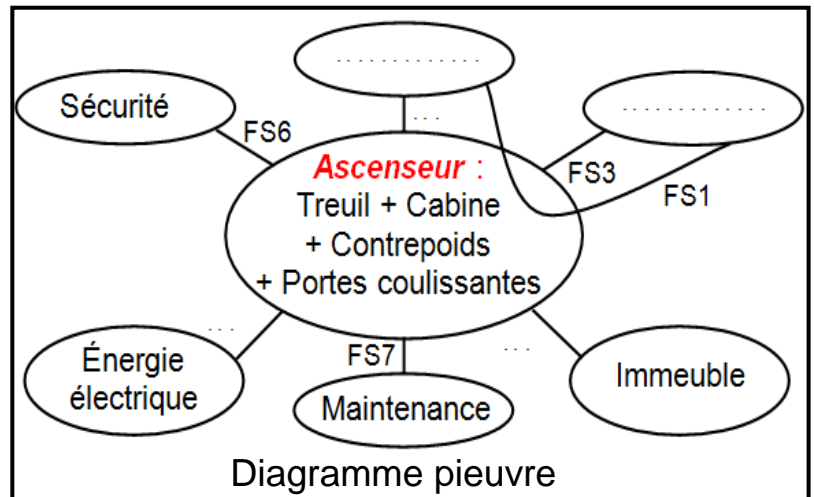 . . . . . . . . . . . . .
Sécurité
. . . . . . . . . . . . .
FS6
. . .
Ascenseur :
FS3
Treuil + Cabine
FS1
+ Contrepoids
+ Portes coulissantes
. . .
FS7
. . .
Énergie
électrique
Immeuble
Maintenance
Diagramme pieuvre